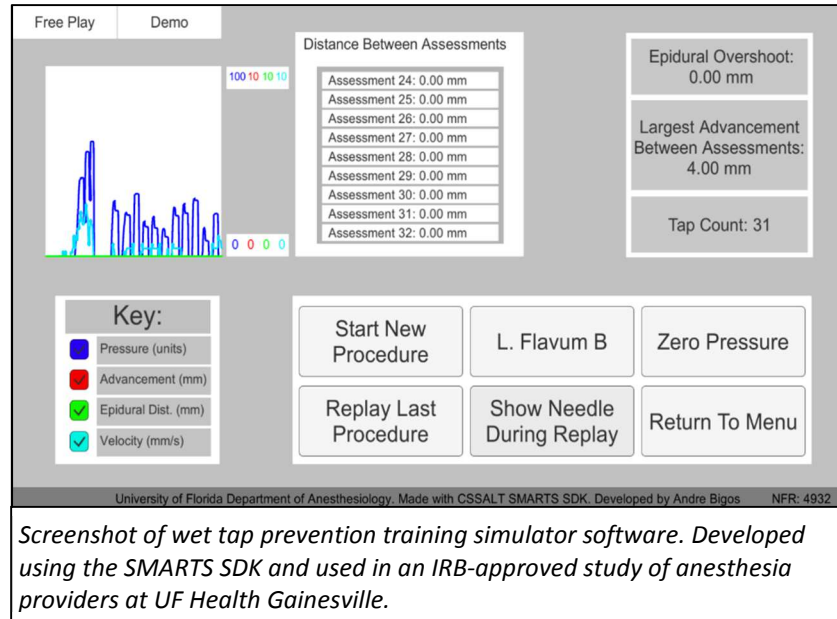 Free Play
Demo
100 10 10 10
0 0 0 0
Distance Between Assessments
Assessment 24: 0.00 mm
Assessment 25: 0.00 mm
Assessment 26: 0.00 mm
Assessment 27: 0.00 mm
Assessment 28: 0.00 mm
Assessment 29: 0.00 mm
Assessment 30: 0.00 mm
Assessment 31: 0.00 mm
Assessment 32: 0.00 mm
Epidural Overshoot:
0.00 mm
Largest Advancement
Between Assessments:
4.00 mm
Tap Count: 31
Key:
Pressure (units)
Advancement (mm)
Epidural Dist. (mm)
Velocity (mm/s)
Start New
Procedure
L. Flavum B
Zero Pressure
Replay Last
Procedure
Show Needle
During Replay
Return To Menu
University of Florida Department of Anesthesiology. Made with CSSALT SMARTS SDK. Developed by Andre Bigos
NFR: 4932
Screenshot of wet tap prevention training simulator software. Developed
using the SMARTS SDK and used in an IRB-approved study of anesthesia
providers at UF Health Gainesville.